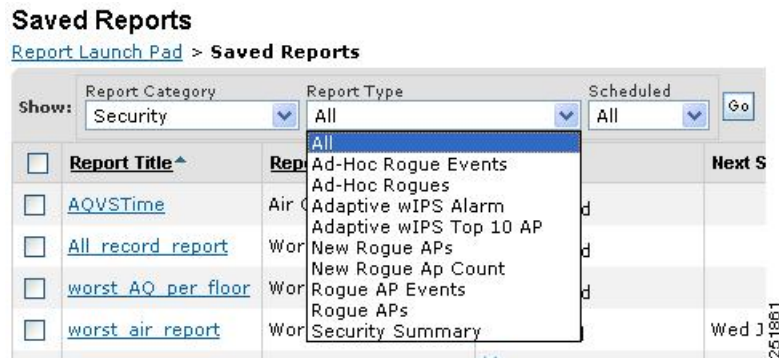 Saved Reports
Report Launch Pad > Saved Reports
Show:
Report Category
Security
Report Type
All
Scheduled
All
Go
Report Title
Next S
All
Ad-Hoc Rogue Events
Ad-Hoc Rogues
Adaptive wIPS Alarm
Adaptive wIPS Top 10 AP
New Rogue APs
New Rogue Ap Count
Rogue AP Events
Rogue APs
Security Summary
AQVSTime
Air
All record report
Wor
worst AQ per floor
Wor
worst air report
Wor
Wed J
251861